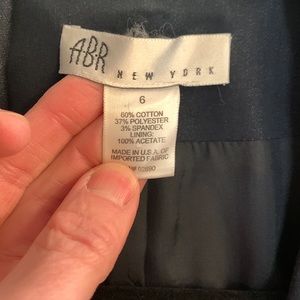 ABR
NEW YORK
6
60% COTTON
37% POLYESTER
3% SPANDEX
LINING:
100% ACETATE
MADE IN U.S.A. OF
IMPORTED FABRIC